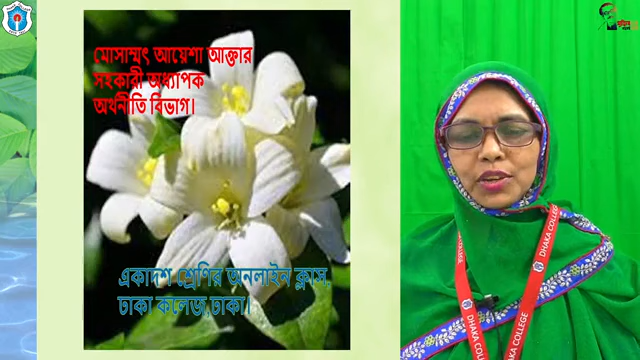 মোসাম্মৎ আয়েশা আক্তার
সহকারী অধ্যাপক
অর্থনীতি বিভাগ।
একাদশ শ্রেণির অনলাইন ক্লাস,
ঢাকা কলেজ,ঢাকা।
DHAKA COLLEGE
DHAKA COLLEGE